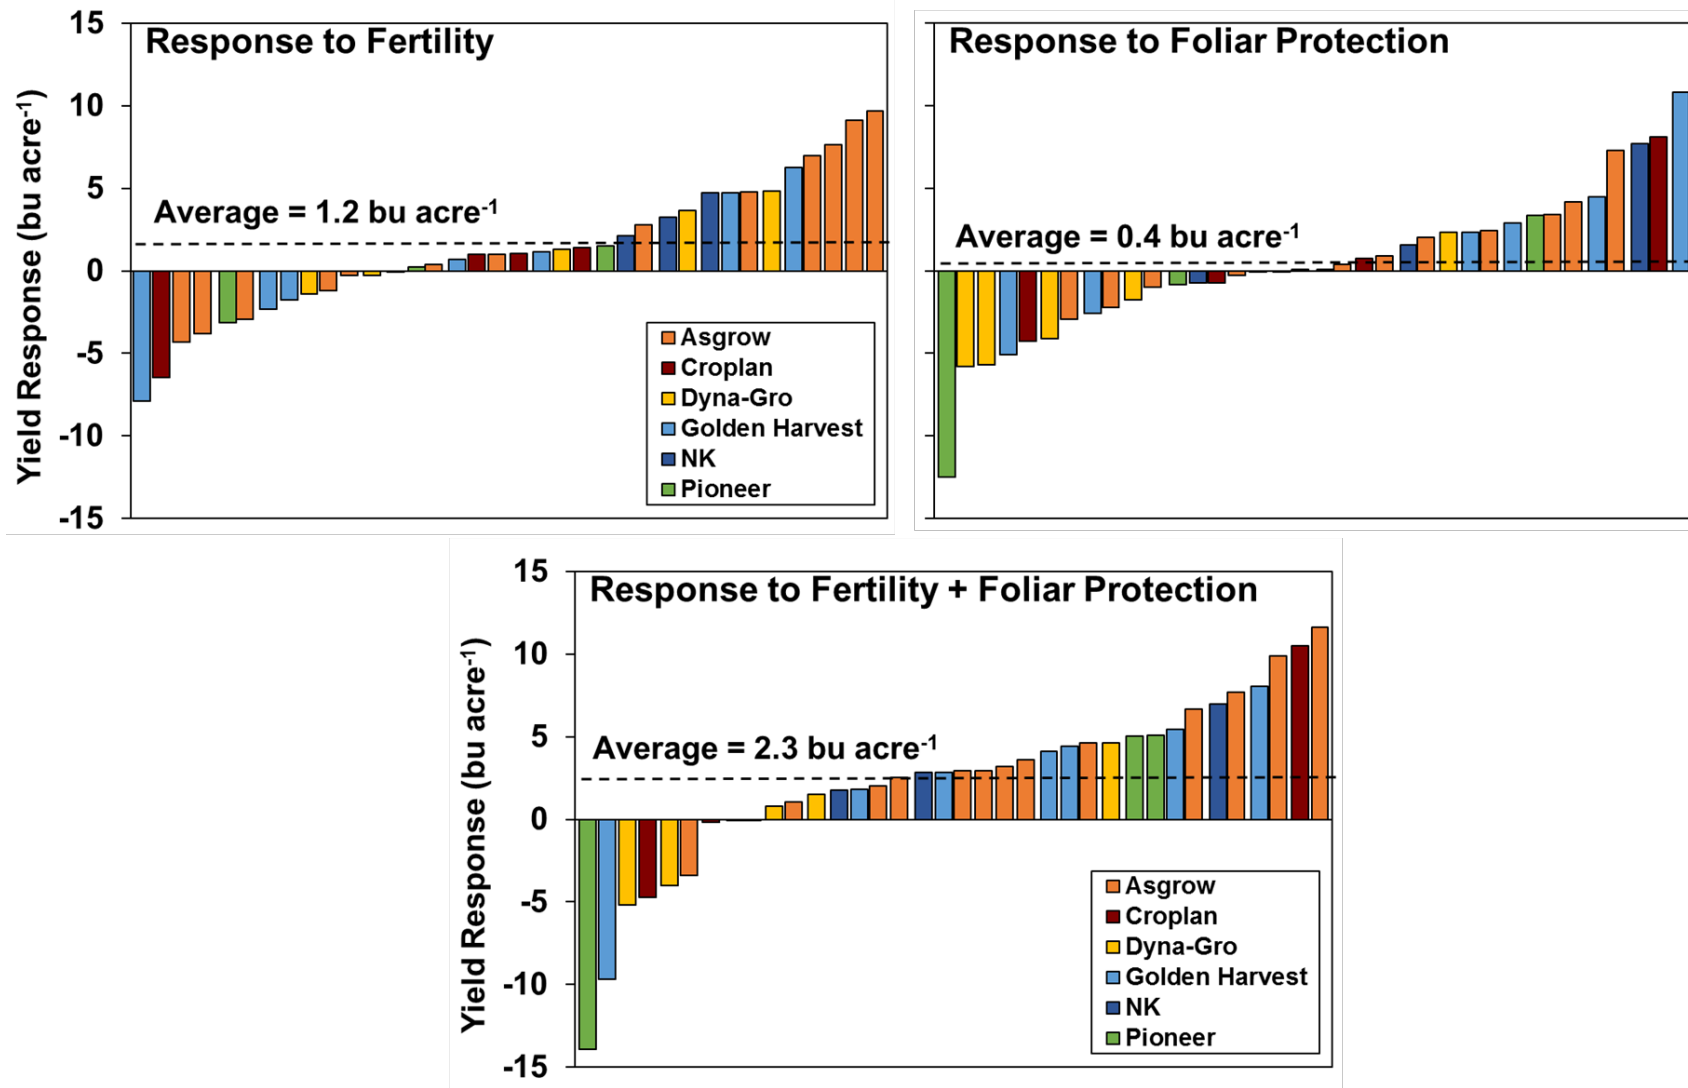 Response to Fertility
Yield Response (bu acre⁻¹)
15
10
5
0
-5
-10
-15
Average = 1.2 bu acre⁻¹
Asgrow
Croplan
Dyna-Gro
Golden Harvest
NK
Pioneer
Response to Foliar Protection
Average = 0.4 bu acre⁻¹
Response to Fertility + Foliar Protection
Yield Response (bu acre⁻¹)
15
10
5
0
-5
-10
-15
Average = 2.3 bu acre⁻¹
Asgrow
Croplan
Dyna-Gro
Golden Harvest
NK
Pioneer